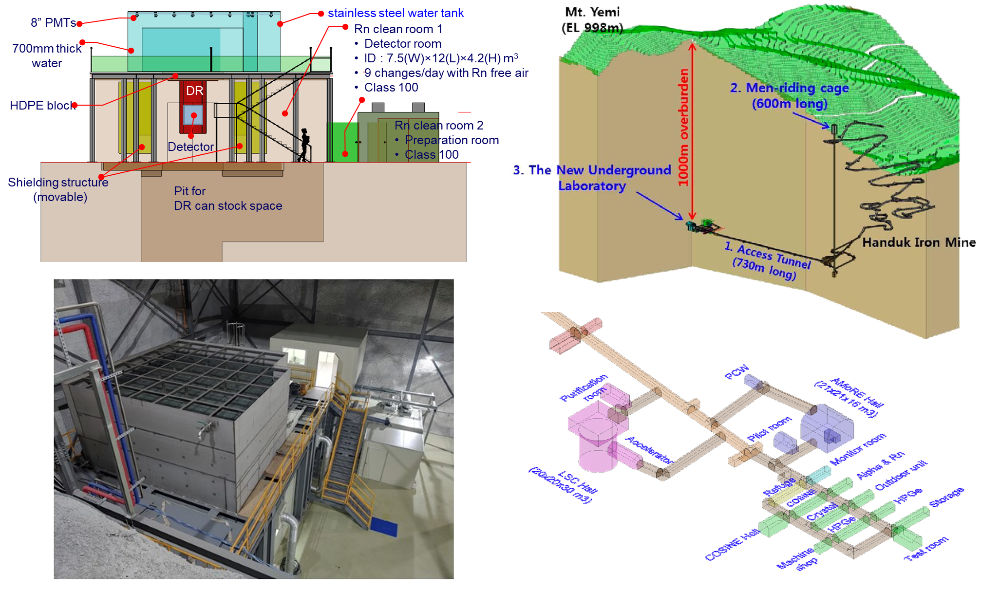 8” PMTs
700mm thick
water
HDPE block
Shielding structure
(movable)
DR
Detector
Pit for
DR can stock space
stainless steel water tank
Rn clean room 1
• Detector room
• ID : 7.5(W)×12(L)×4.2(H) m³
• 9 changes/day with Rn free air
• Class 100
Rn clean room 2
• Preparation room
• Class 100
Mt. Yemi
(EL 998m)
1000m overburden
2. Men-riding cage
(600m long)
3. The New Underground
Laboratory
1. Access Tunnel
(730m long)
Handuk Iron Mine
Purification
room
PCW
AMoRE Hall
(21x21x16 m3)
Pilot room
Accelerator
LSC Hall
(20x20x30 m3)
Monitor room
Alpha & Rn
Outdoor unit
HPGe
Storage
Refuge
COSINE
Crystal
HPGe
COSINE Hall
Machine
shop
Test room